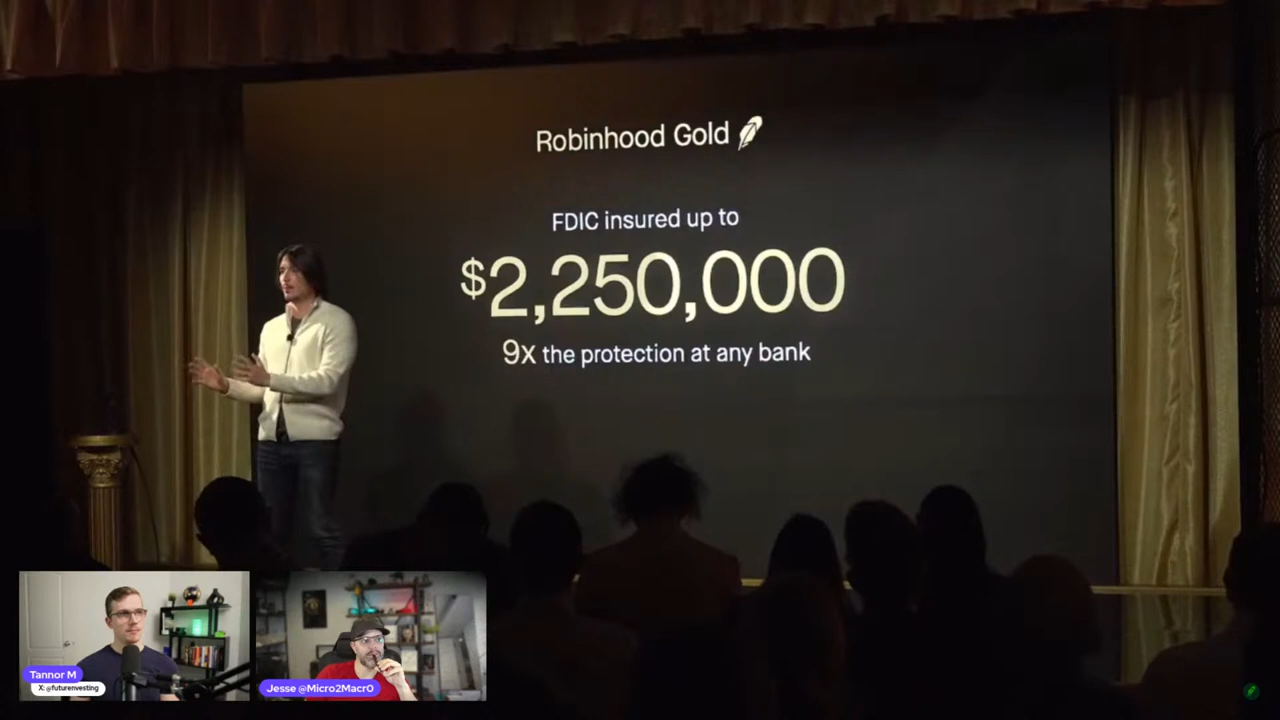 Robinhood Gold
FDIC insured up to
$2,250,000
9x the protection at any bank
Tannor M
X: @futurenvesting
Jesse @Micro2Macr0